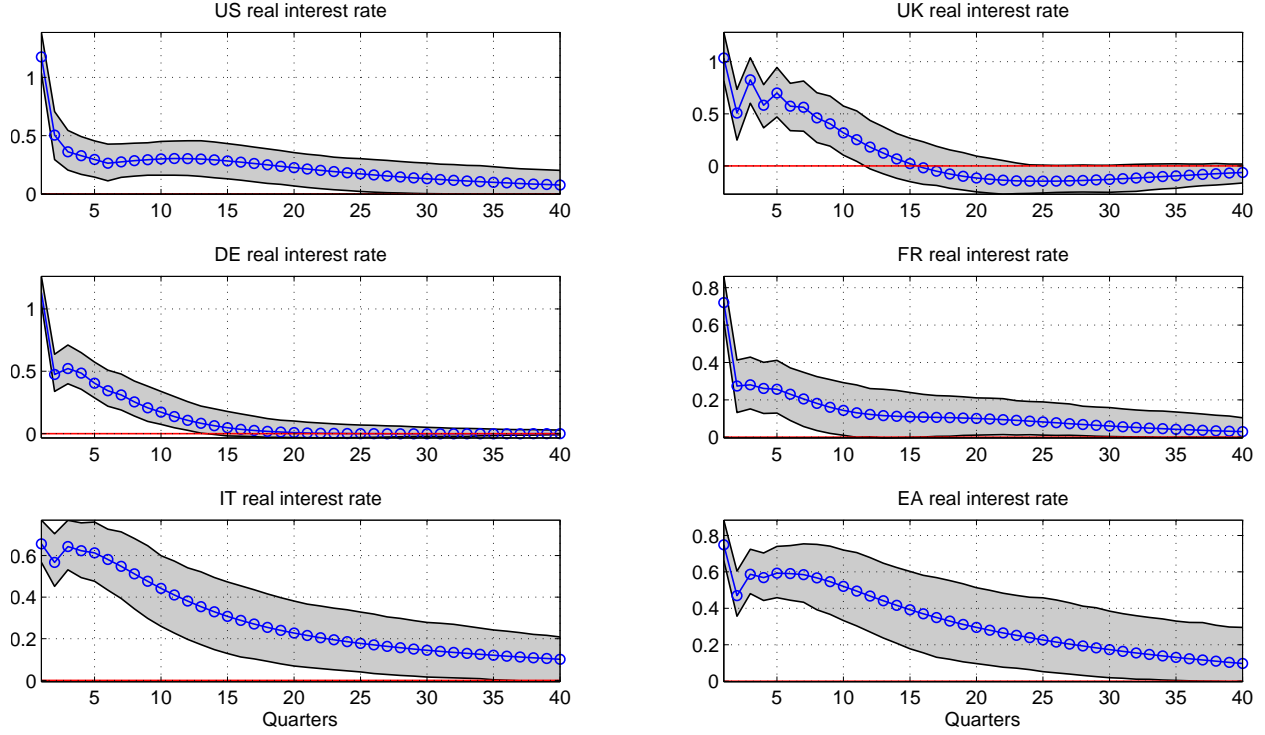 US real interest rate
1
0.5
0
5 10 15 20 25 30 35 40
UK real interest rate
1
0.5
0
5 10 15 20 25 30 35 40
DE real interest rate
1
0.5
0
5 10 15 20 25 30 35 40
FR real interest rate
0.8
0.6
0.4
0.2
0
5 10 15 20 25 30 35 40
IT real interest rate
0.6
0.4
0.2
0
5 10 15 20 25 30 35 40
Quarters
EA real interest rate
0.8
0.6
0.4
0.2
0
5 10 15 20 25 30 35 40
Quarters